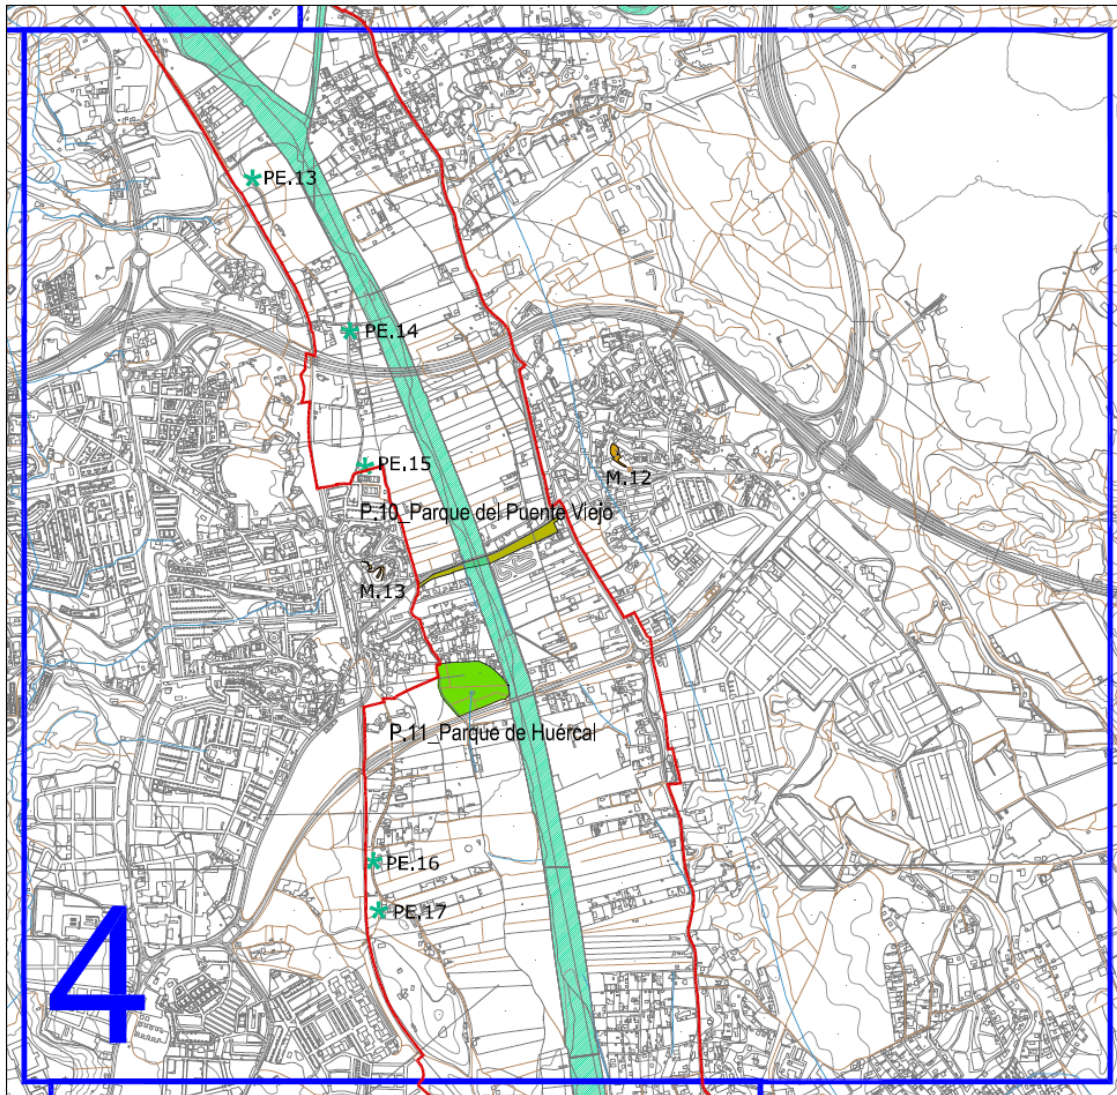 PE.13
PE.14
PE.15
M.12
P.10_Parque del Puente Viejo
M.13
P.11_Parque de Huércal
PE.16
PE.17
4